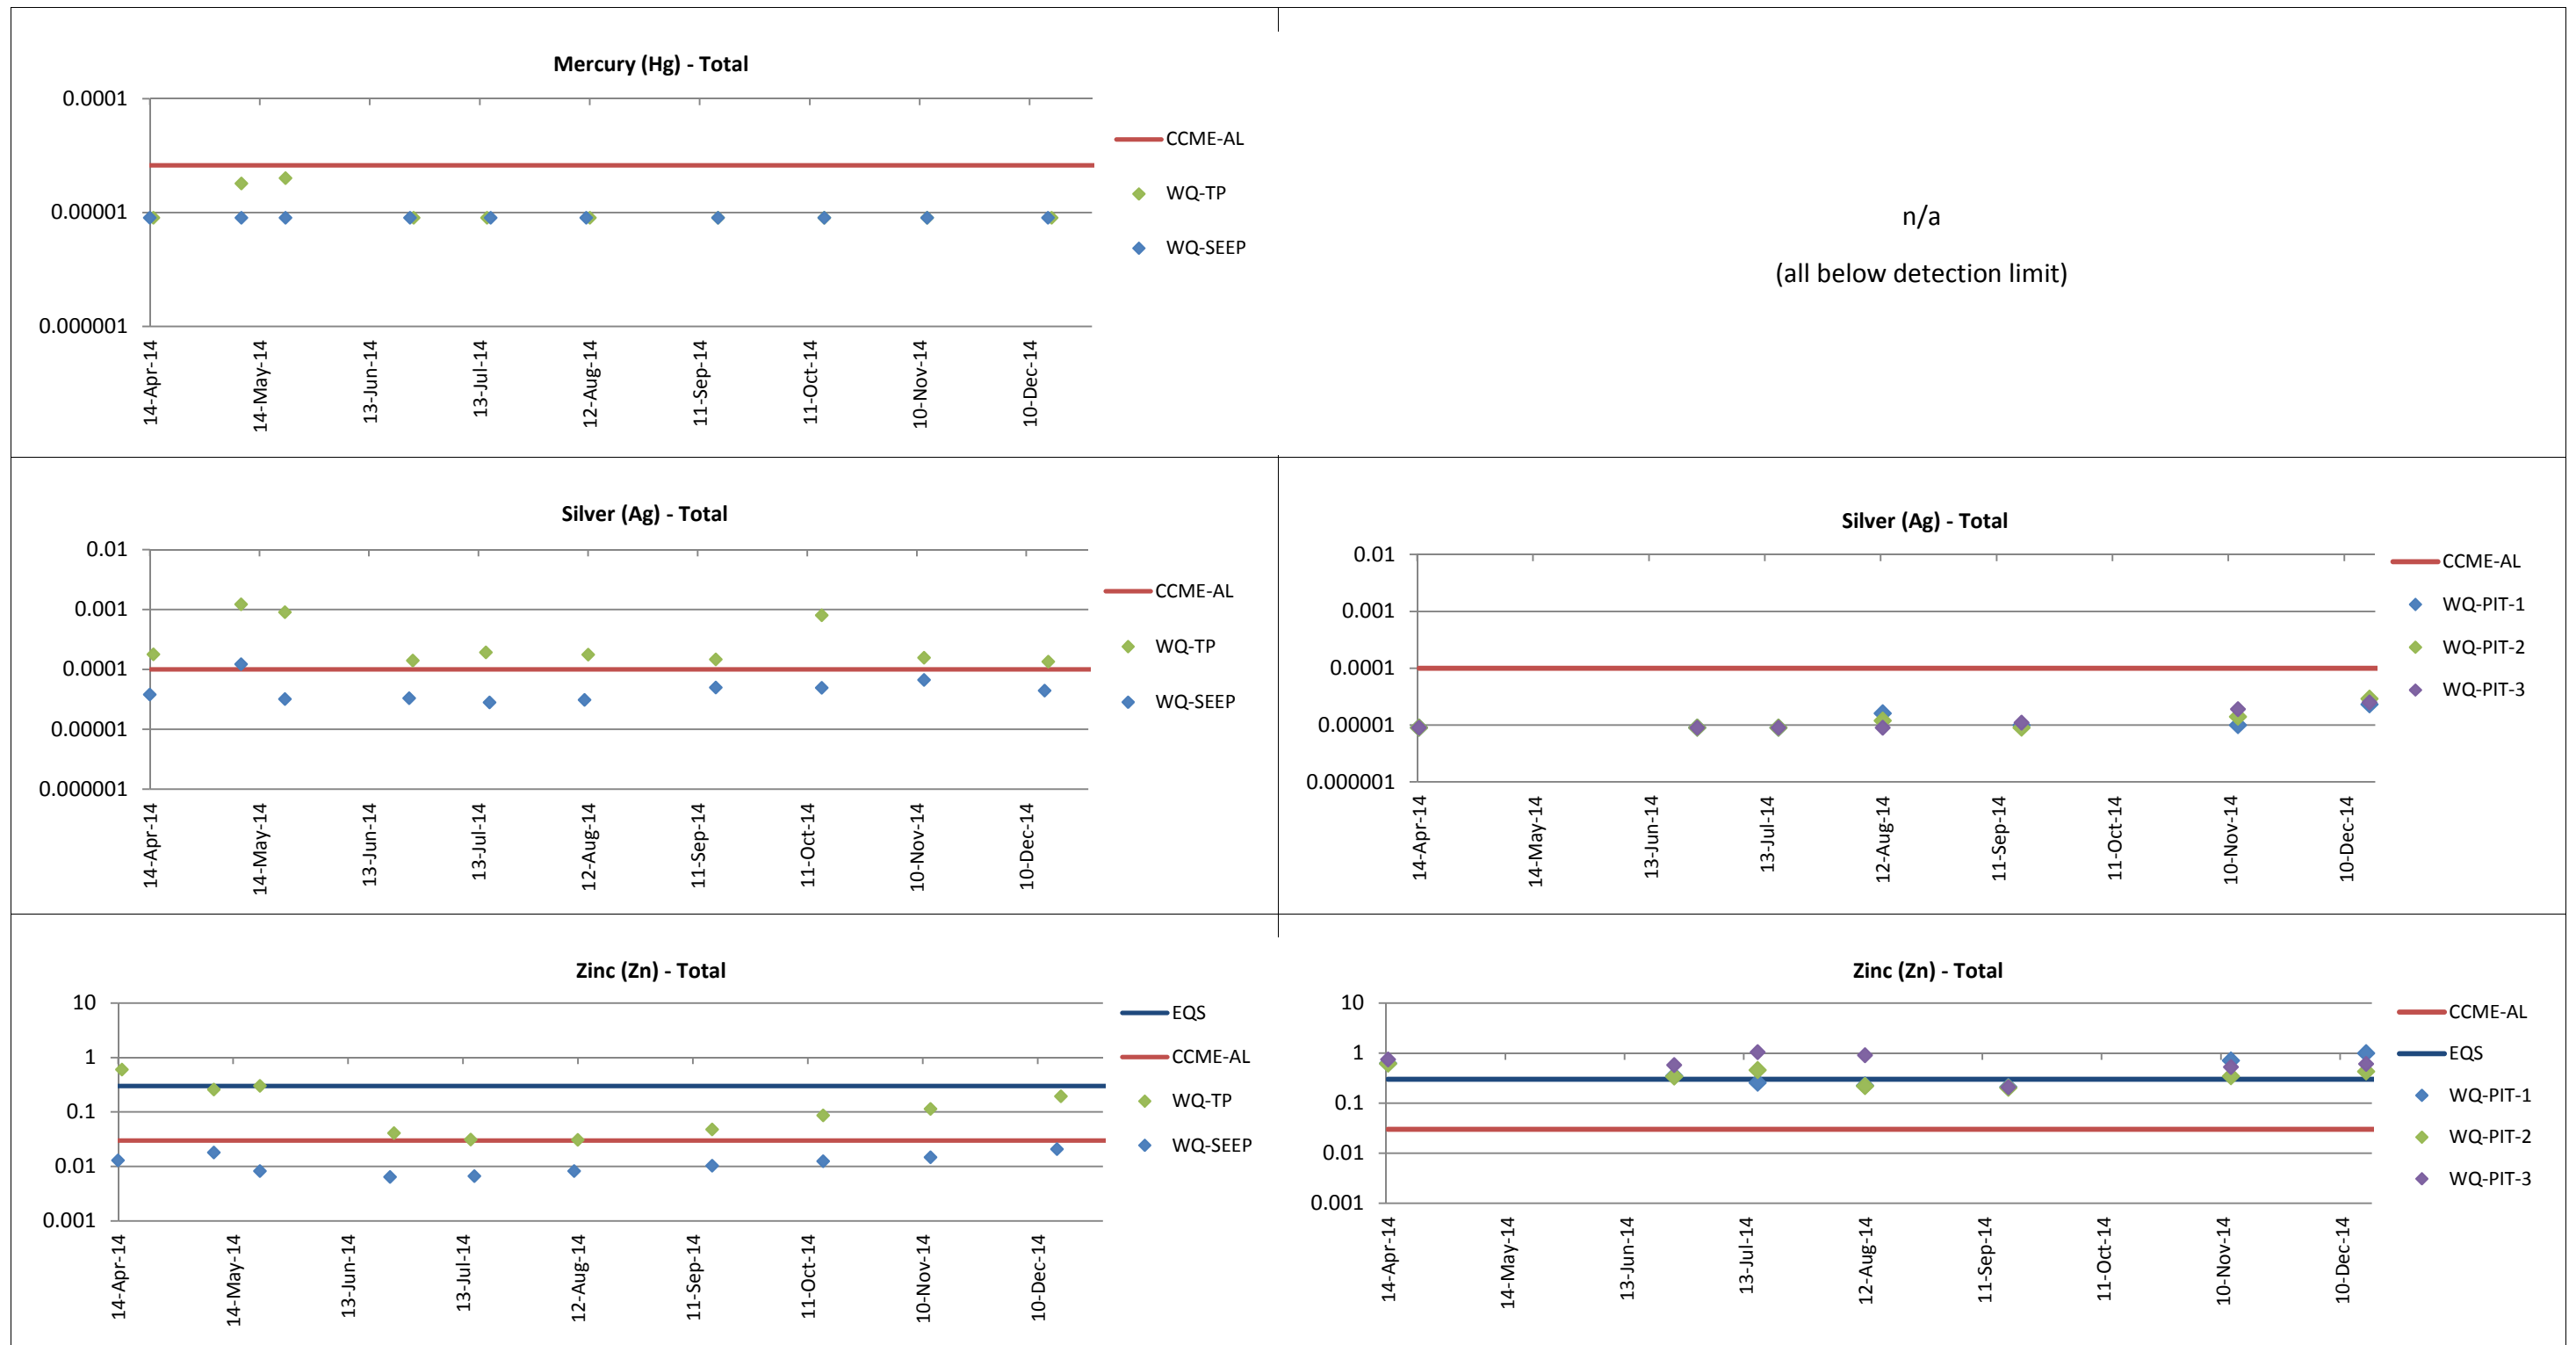 Mercury (Hg) - Total
0.0001
0.00001
0.000001
14-Apr-14
14-May-14
13-Jun-14
13-Jul-14
12-Aug-14
11-Sep-14
11-Oct-14
10-Nov-14
10-Dec-14
CCME-AL
WQ-TP
WQ-SEEP
n/a
(all below detection limit)
Silver (Ag) - Total
0.01
0.001
0.0001
0.00001
0.000001
14-Apr-14
14-May-14
13-Jun-14
13-Jul-14
12-Aug-14
11-Sep-14
11-Oct-14
10-Nov-14
10-Dec-14
CCME-AL
WQ-TP
WQ-SEEP
Silver (Ag) - Total
0.01
0.001
0.0001
0.00001
0.000001
14-Apr-14
14-May-14
13-Jun-14
13-Jul-14
12-Aug-14
11-Sep-14
11-Oct-14
10-Nov-14
10-Dec-14
CCME-AL
WQ-PIT-1
WQ-PIT-2
WQ-PIT-3
Zinc (Zn) - Total
10
1
0.1
0.01
0.001
14-Apr-14
14-May-14
13-Jun-14
13-Jul-14
12-Aug-14
11-Sep-14
11-Oct-14
10-Nov-14
10-Dec-14
EQS
CCME-AL
WQ-TP
WQ-SEEP
Zinc (Zn) - Total
10
1
0.1
0.01
0.001
14-Apr-14
14-May-14
13-Jun-14
13-Jul-14
12-Aug-14
11-Sep-14
11-Oct-14
10-Nov-14
10-Dec-14
CCME-AL
EQS
WQ-PIT-1
WQ-PIT-2
WQ-PIT-3